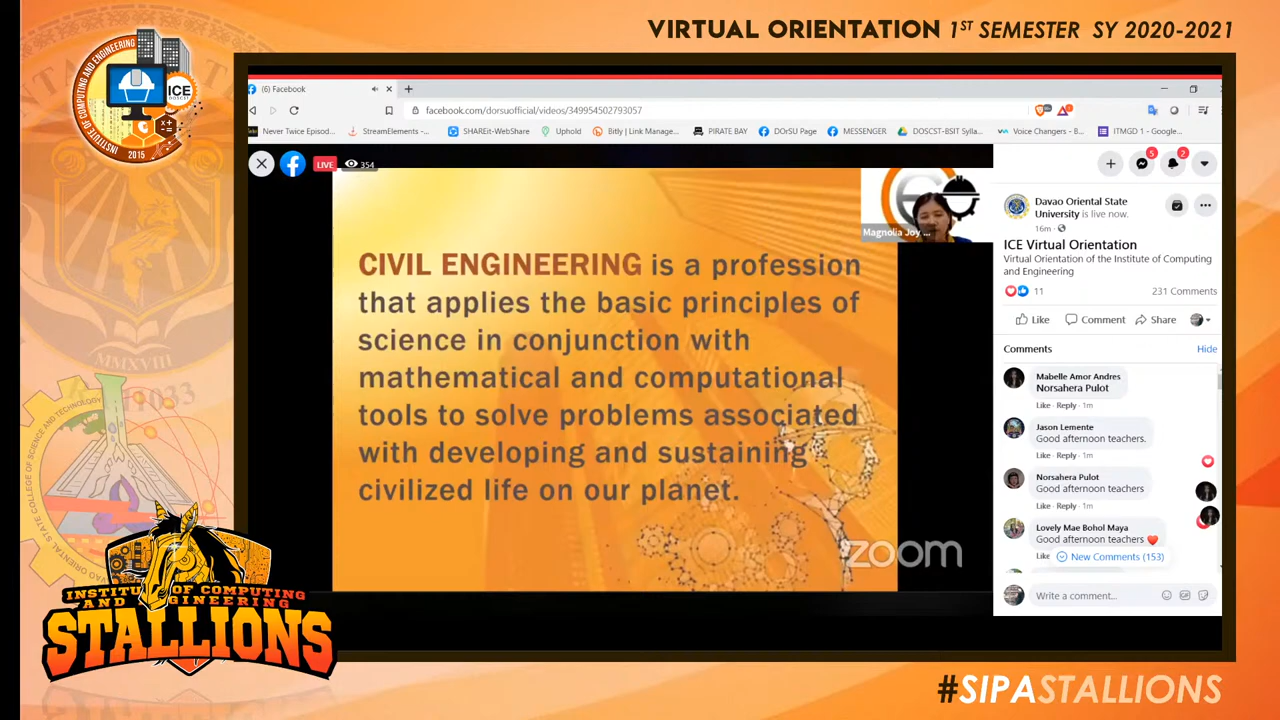 VIRTUAL ORIENTATION 1ST SEMESTER SY 2020-2021
INSTITUTE OF COMPUTING AND ENGINEERING
ICE
DOSCST
2015
(6) Facebook
facebook.com/dorsuofficial/videos/349954502793057
Never Twice Episod...
StreamElements -...
SHAREit-WebShare
Uphold
Bitly | Link Manage...
PIRATE BAY
DOrSU Page
MESSENGER
DOSCST-BSIT Sylla...
Voice Changers - B...
iTMGD 1 - Google...
LIVE
354
Magnolia Joy ...
CIVIL ENGINEERING is a profession
that applies the basic principles of
science in conjunction with
mathematical and computational
tools to solve problems associated
with developing and sustaining
civilized life on our planet.
zoom
5
2
Davao Oriental State
University is live now.
16m
ICE Virtual Orientation
Virtual Orientation of the Institute of Computing
and Engineering
11
231 Comments
Like
Comment
Share
Comments
Hide
Mabelle Amor Andres
Norsahera Pulot
Like · Reply · 1m
Jason Lemente
Good afternoon teachers.
Like · Reply · 1m
Norsahera Pulot
Good afternoon teachers
Like · Reply · 1m
Lovely Mae Bohol Maya
Good afternoon teachers
Like
New Comments (153)
Write a comment...
GIF
MMXVIII
INSTITUTE OF COMPUTING
AND ENGINEERING
STALLIONS
#SIPASTALLIONS